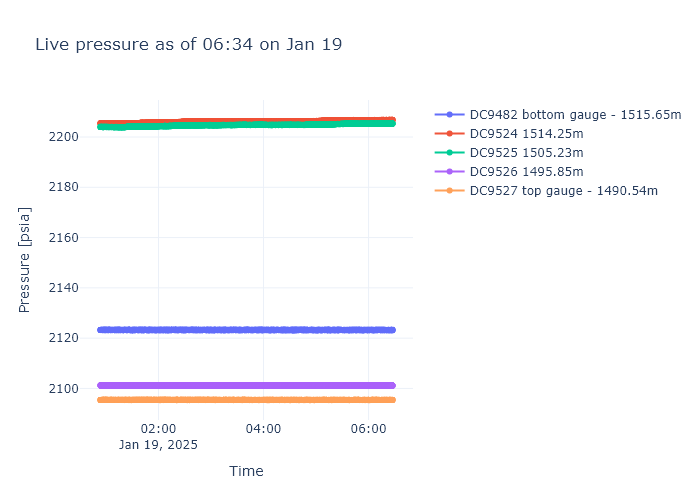 Live pressure as of 06:34 on Jan 19
DC9482 bottom gauge - 1515.65m
DC9524 1514.25m
DC9525 1505.23m
DC9526 1495.85m
DC9527 top gauge - 1490.54m
Pressure [psia]
2200
2180
2160
2140
2120
2100
02:00
04:00
06:00
Jan 19, 2025
Time